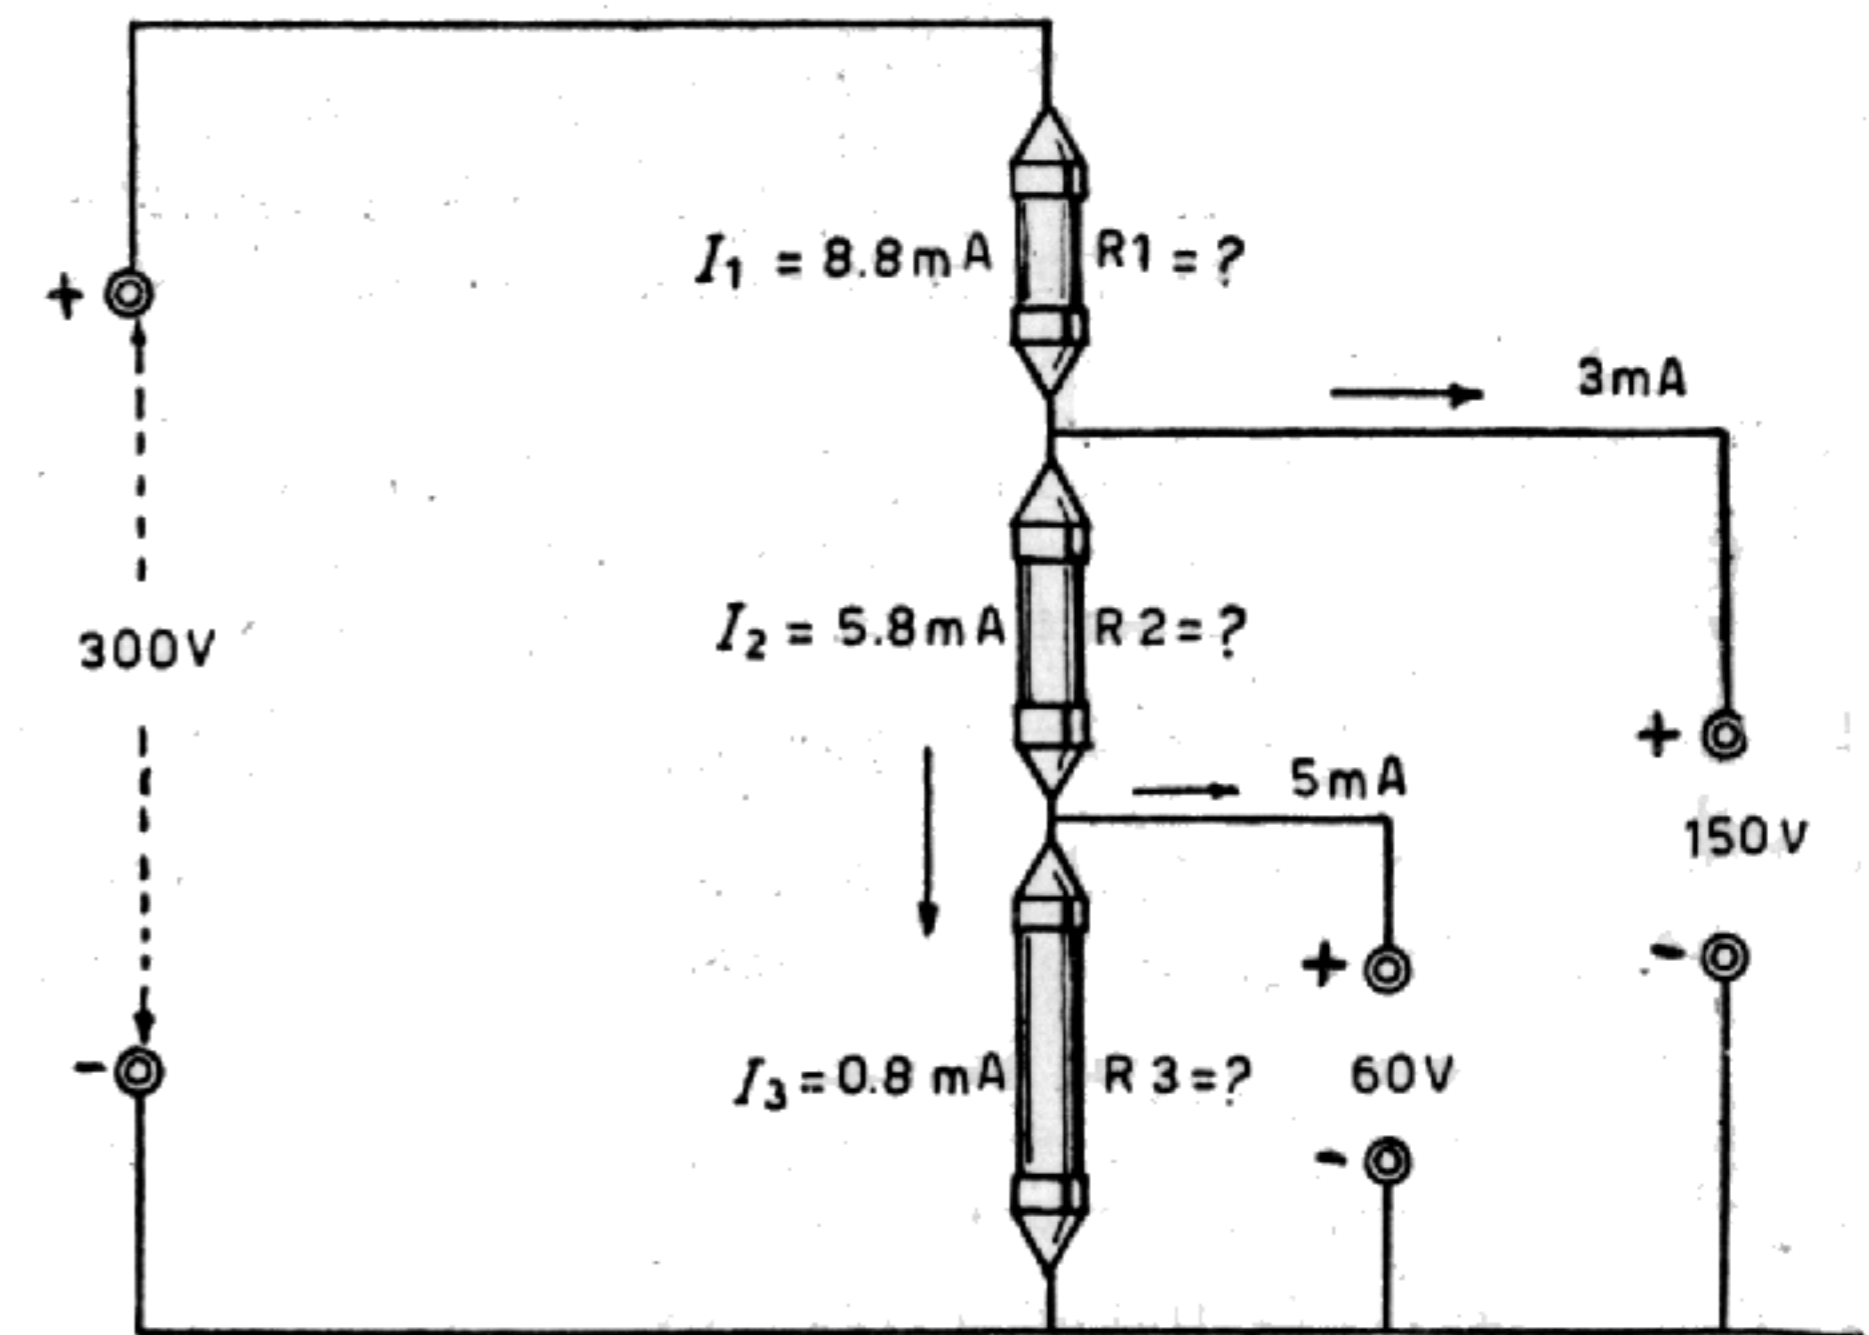 I1 = 8.8mA R1 = ?
3mA
+
300V
I2 = 5.8mA R2=?
5mA
+
150V
+
-
-
I3=0.8 mA R3=?
60V
-